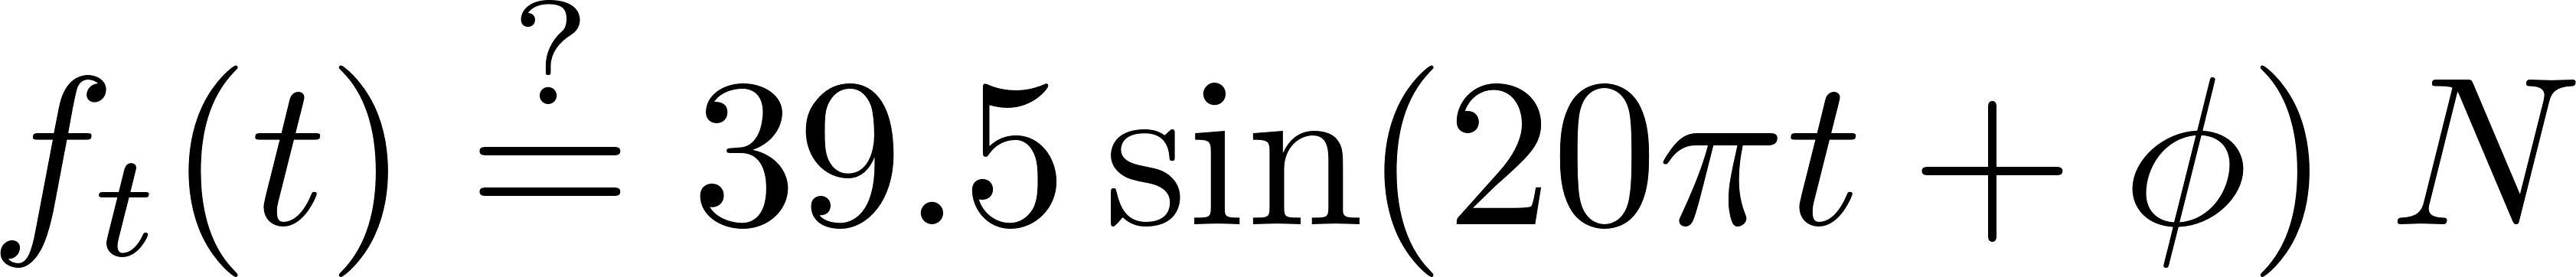 f_t(t) ≟ 39.5 sin(20πt + ϕ) N